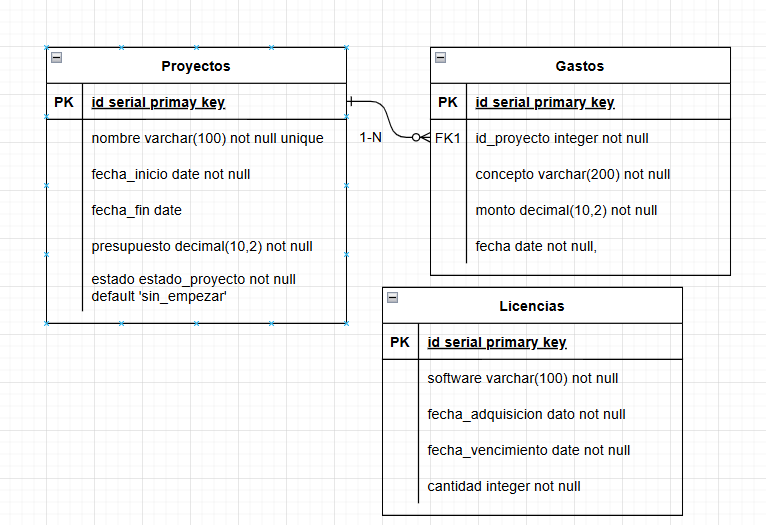 Proyectos
PK id serial primay key
nombre varchar(100) not null unique
fecha_inicio date not null
fecha_fin date
presupuesto decimal(10,2) not null
estado estado_proyecto not null
default 'sin_empezar'
1-N
Gastos
PK id serial primary key
FK1 id_proyecto integer not null
concepto varchar(200) not null
monto decimal(10,2) not null
fecha date not null,
Licencias
PK id serial primary key
software varchar(100) not null
fecha_adquisicion dato not null
fecha_vencimiento date not null
cantidad integer not null